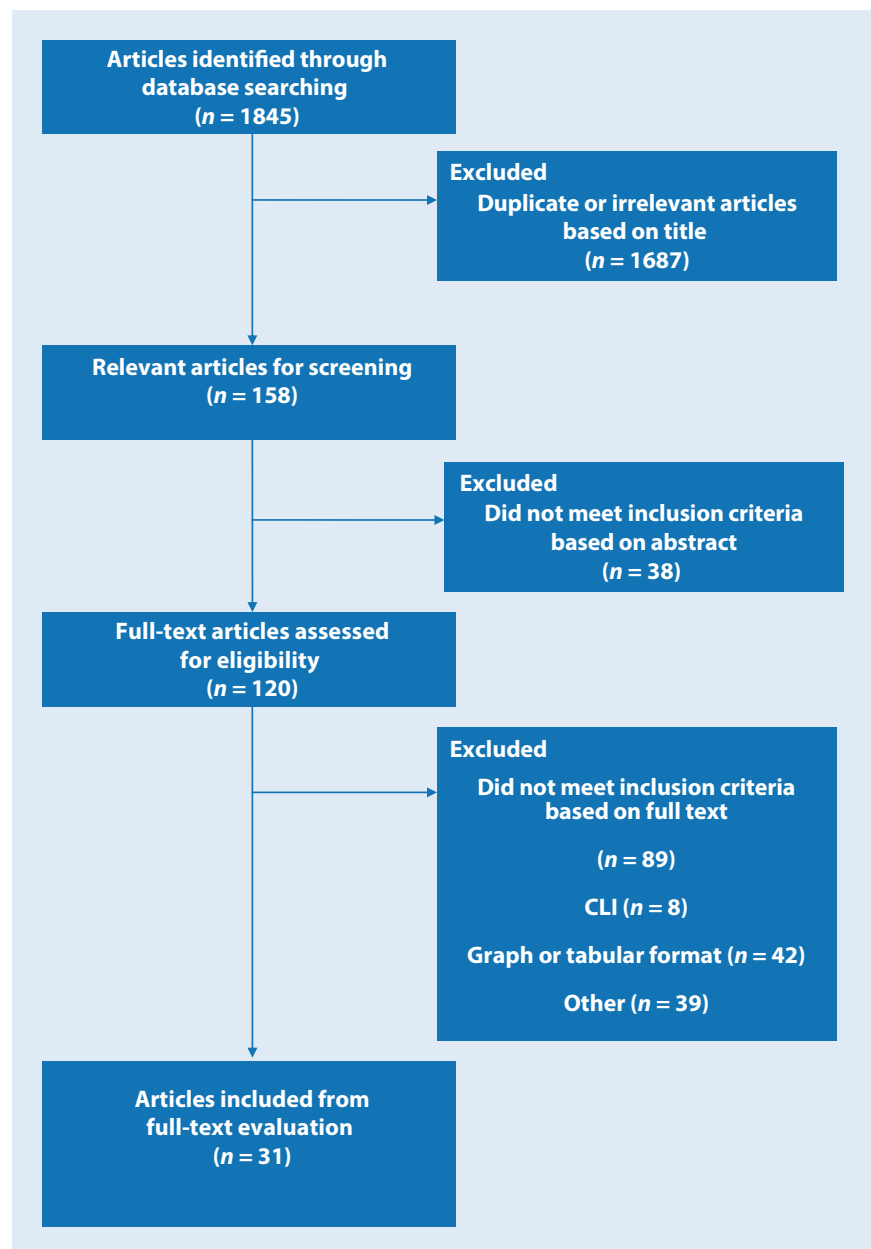 Articles identified through
database searching
(n = 1845)
Excluded
Duplicate or irrelevant articles
based on title
(n = 1687)
Relevant articles for screening
(n = 158)
Excluded
Did not meet inclusion criteria
based on abstract
(n = 38)
Full-text articles assessed
for eligibility
(n = 120)
Excluded
Did not meet inclusion criteria
based on full text
(n = 89)
CLI (n = 8)
Graph or tabular format (n = 42)
Other (n = 39)
Articles included from
full-text evaluation
(n = 31)